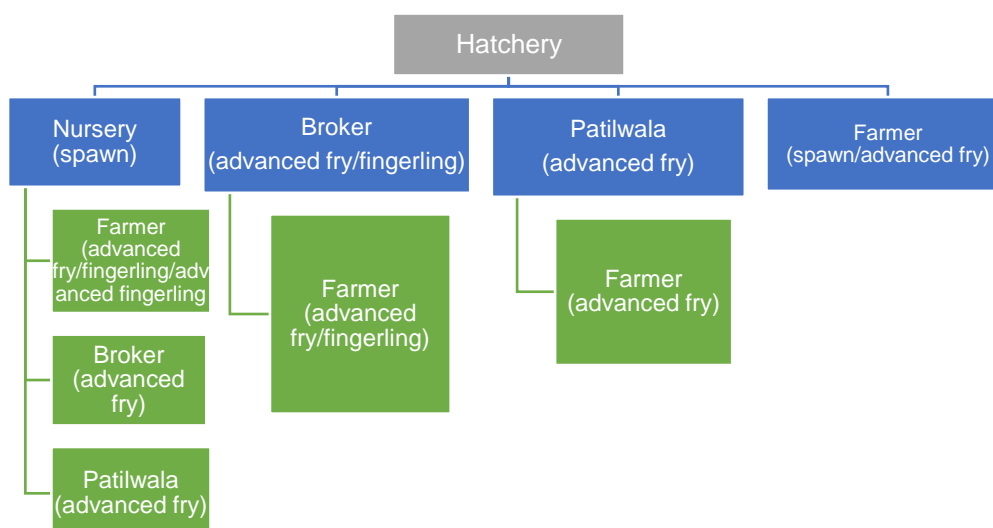 Hatchery
Nursery
(spawn)
Broker
(advanced fry/fingerling)
Patilwala
(advanced fry)
Farmer
(spawn/advanced fry)
Farmer
(advanced
fry/fingerling/adv
anced fingerling
Broker
(advanced
fry)
Patilwala
(advanced fry)
Farmer
(advanced
fry/fingerling)
Farmer
(advanced fry)